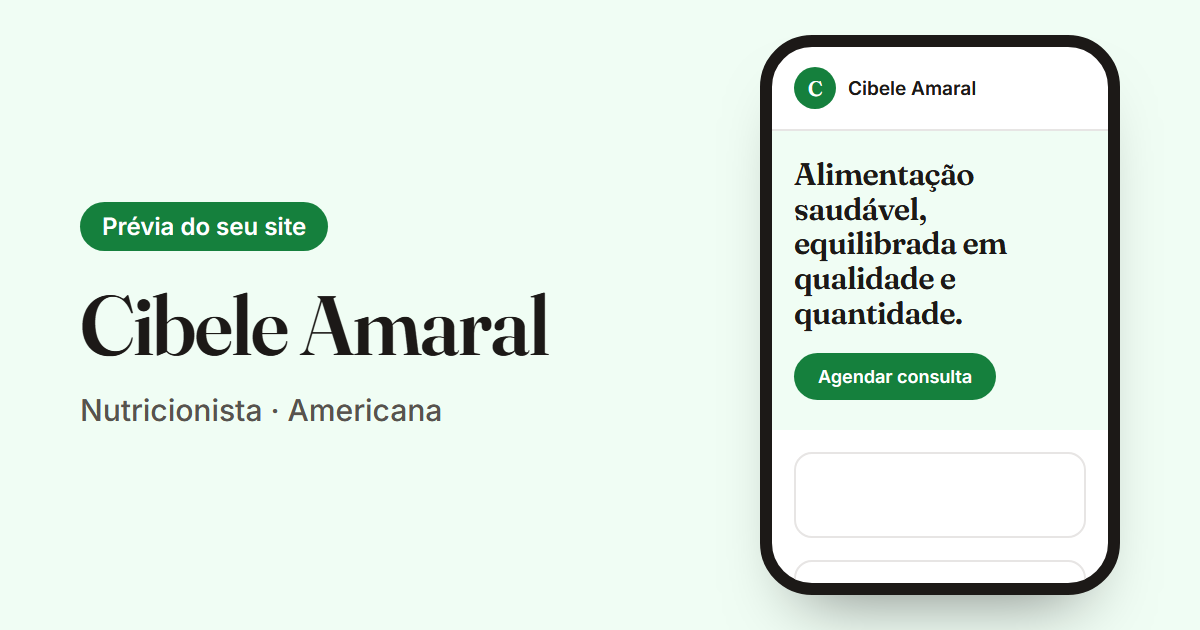 Prévia do seu site
Cibele Amaral
Nutricionista · Americana
C
Cibele Amaral
Alimentação
saudável,
equilibrada em
qualidade e
quantidade.
Agendar consulta